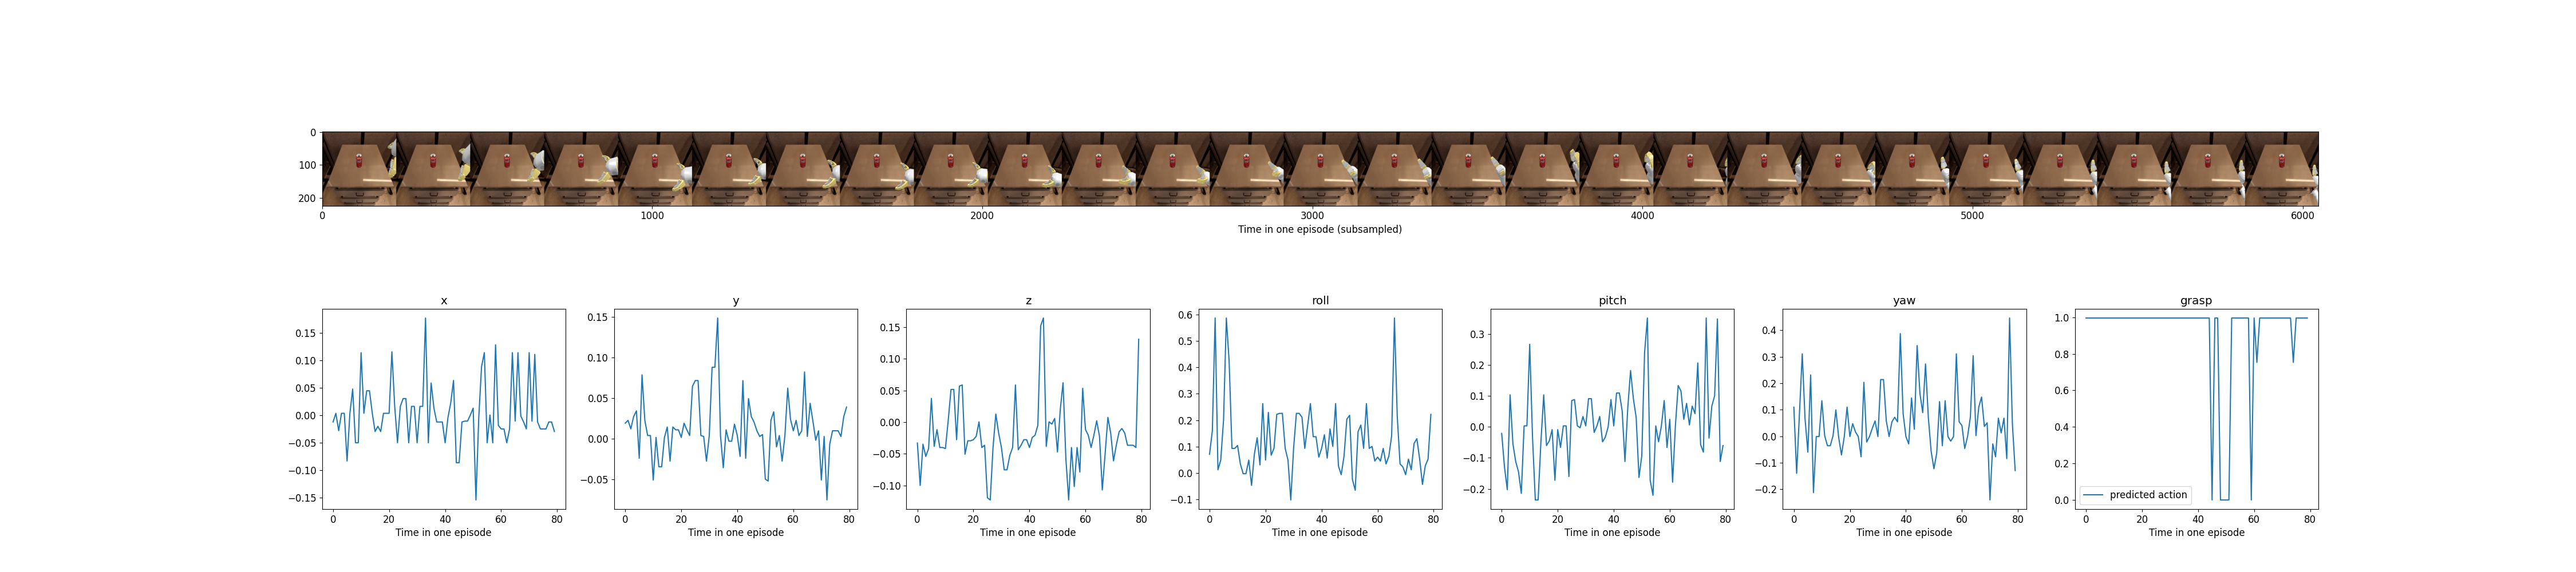 0
100
200
0 1000 2000 3000 4000 5000 6000
Time in one episode (subsampled)
x y z roll pitch yaw grasp
0.15
0.10
0.05
0.00
−0.05
−0.10
−0.15
0 20 40 60 80
Time in one episode
0.15
0.10
0.05
0.00
−0.05
0 20 40 60 80
Time in one episode
0.15
0.10
0.05
0.00
−0.05
−0.10
0 20 40 60 80
Time in one episode
0.6
0.5
0.4
0.3
0.2
0.1
0.0
−0.1
0 20 40 60 80
Time in one episode
0.3
0.2
0.1
0.0
−0.1
−0.2
0 20 40 60 80
Time in one episode
0.4
0.3
0.2
0.1
0.0
−0.1
−0.2
0 20 40 60 80
Time in one episode
1.0
0.8
0.6
0.4
0.2
0.0
predicted action
0 20 40 60 80
Time in one episode